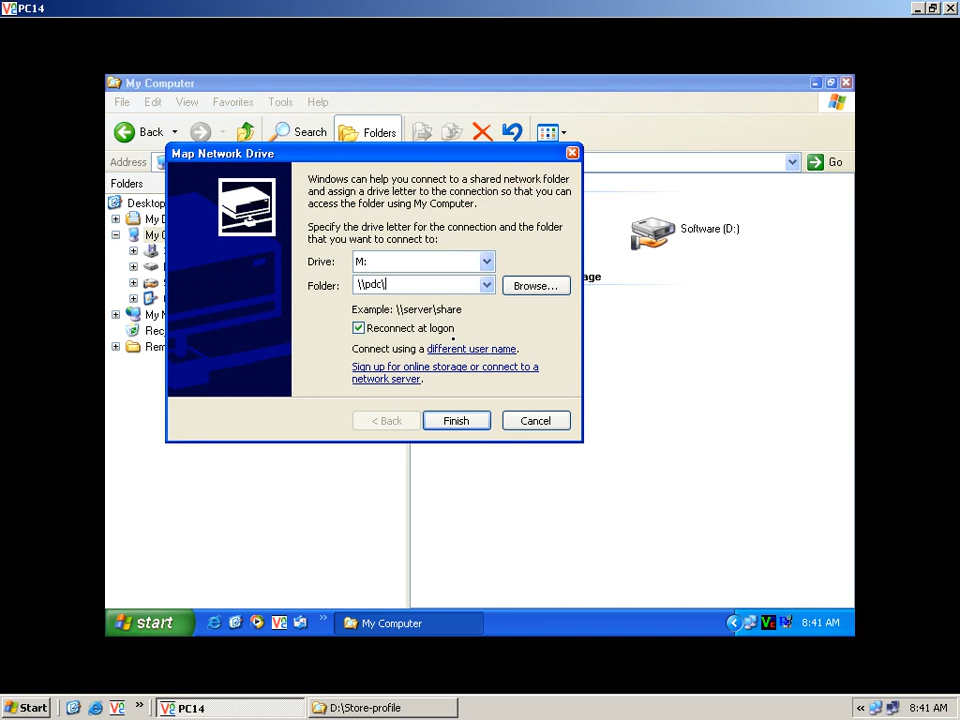 PC14
My Computer
File Edit View Favorites Tools Help
Back Search Folders
Address Go
Folders
Desktop
Software (D:)
Map Network Drive
Windows can help you connect to a shared network folder
and assign a drive letter to the connection so that you can
access the folder using My Computer.
Specify the drive letter for the connection and the folder
that you want to connect to:
Drive: M:
Folder: \\pdc\ Browse...
Example: \\server\share
Reconnect at logon
Connect using a different user name.
Sign up for online storage or connect to a
network server.
< Back Finish Cancel
start My Computer 8:41 AM
Start PC14 D:\Store-profile 8:41 AM